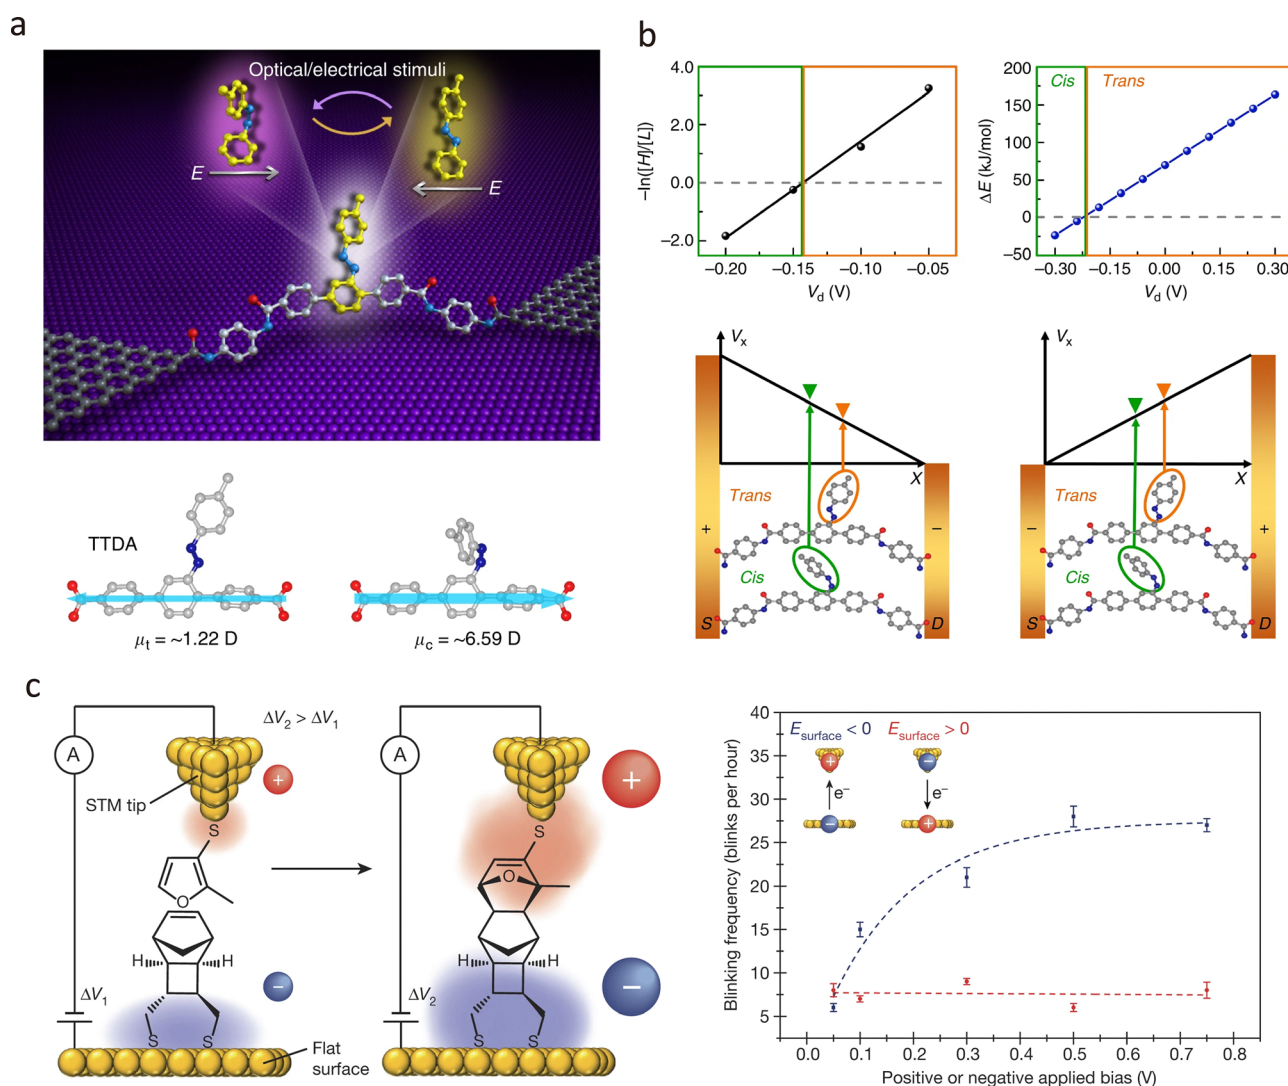 a
Optical/electrical stimuli
E
E
TTDA
μt = ~1.22 D
μc = ~6.59 D
b
4.0
2.0
0.0
−2.0
−ln([H]/[L])
−0.20
−0.15
−0.10
−0.05
Vd (V)
Cis
Trans
200
150
100
50
0
−50
ΔE (kJ/mol)
−0.30
−0.15
0.00
0.15
0.30
Vd (V)
Vx
X
Trans
Cis
+
−
S
D
Vx
X
Trans
Cis
−
+
S
D
c
A
ΔV2 > ΔV1
STM tip
+
S
O
H
H
−
ΔV1
S
S
Flat
surface
A
+
S
O
H
H
−
ΔV2
S
S
40
35
30
25
20
15
10
5
Blinking frequency (blinks per hour)
Esurface < 0
Esurface > 0
+
−
e−
e−
−
+
0.0
0.1
0.2
0.3
0.4
0.5
0.6
0.7
0.8
Positive or negative applied bias (V)